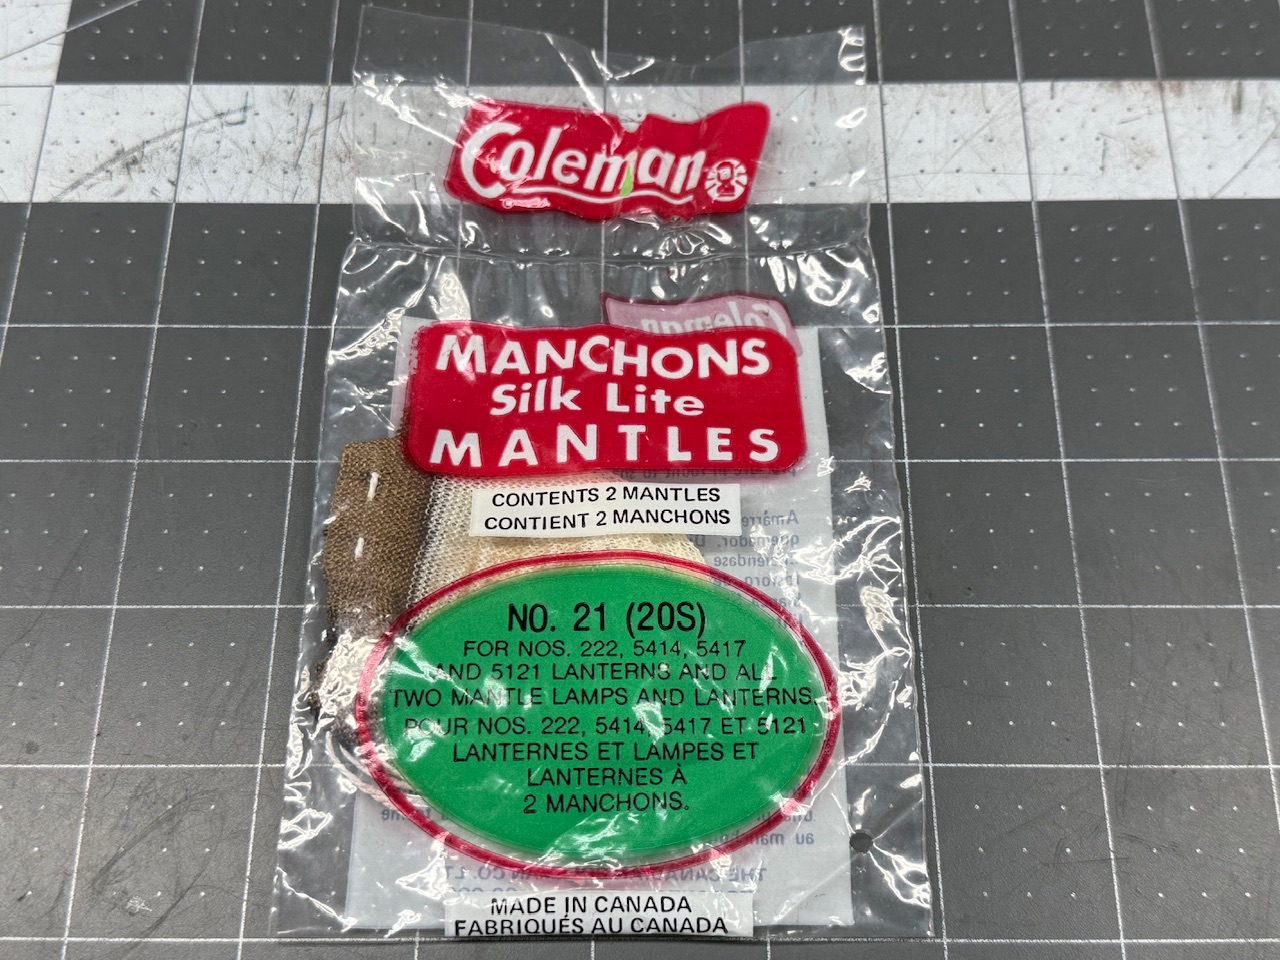 Coleman
Coleman
MANCHONS
Silk Lite
MANTLES
CONTENTS 2 MANTLES
CONTIENT 2 MANCHONS
NO. 21 (20S)
FOR NOS. 222, 5414, 5417
AND 5121 LANTERNS AND ALL
TWO MANTLE LAMPS AND LANTERNS.
POUR NOS. 222, 5414, 5417 ET 5121
LANTERNES ET LAMPES ET
LANTERNES À
2 MANCHONS.
MADE IN CANADA
FABRIQUÉS AU CANADA